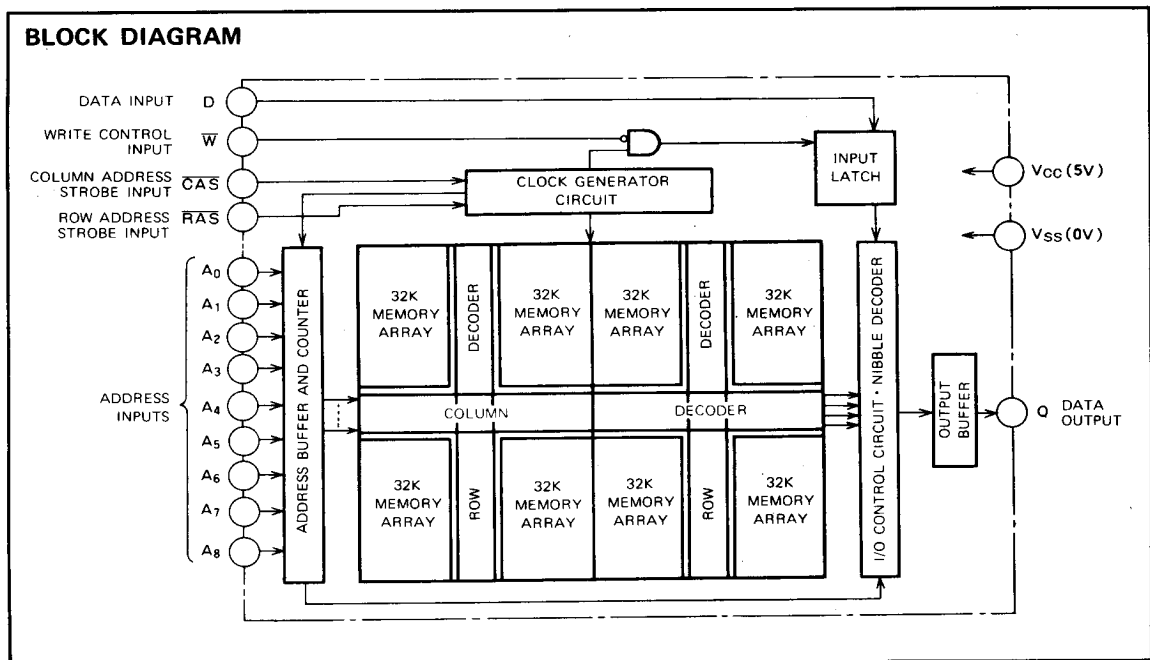 BLOCK DIAGRAM
DATA INPUT D
WRITE CONTROL
INPUT
W
COLUMN ADDRESS
STROBE INPUT
CAS
ROW ADDRESS
STROBE INPUT
RAS
CLOCK GENERATOR
CIRCUIT
INPUT
LATCH
VCC (5V)
VSS (0V)
ADDRESS
INPUTS
A0
A1
A2
A3
A4
A5
A6
A7
A8
ADDRESS BUFFER AND COUNTER
32K
MEMORY
ARRAY
DECODER
32K
MEMORY
ARRAY
32K
MEMORY
ARRAY
DECODER
32K
MEMORY
ARRAY
COLUMN DECODER
32K
MEMORY
ARRAY
ROW
32K
MEMORY
ARRAY
32K
MEMORY
ARRAY
ROW
32K
MEMORY
ARRAY
I/O CONTROL CIRCUIT · NIBBLE DECODER
OUTPUT
BUFFER
Q DATA
OUTPUT